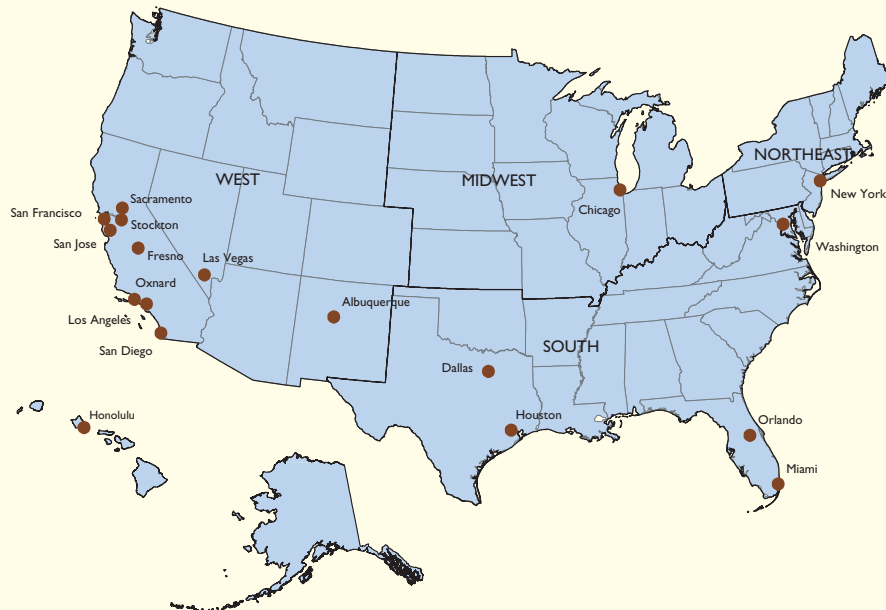 NORTHEAST
WEST
MIDWEST
New York
Sacramento
Chicago
San Francisco
Stockton
San Jose
Washington
Fresno
Las Vegas
Oxnard
Albuquerque
Los Angeles
San Diego
SOUTH
Dallas
Honolulu
Houston
Orlando
Miami